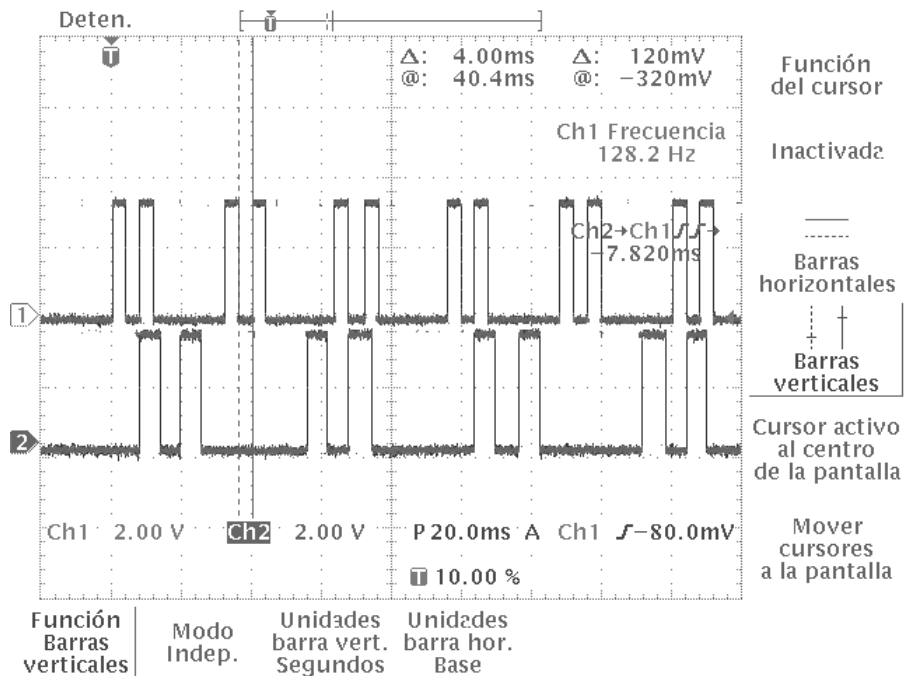 Deten.
T
T
Δ: 4.00ms Δ: 120mV
@: 40.4ms @: −320mV
Ch1 Frecuencia
128.2 Hz
Ch2→Ch1
−7.820ms
1
2
Ch1 2.00 V Ch2 2.00 V P 20.0ms A Ch1 −80.0mV
T 10.00 %
Función
del cursor
Inactivada
Barras
horizontales
Barras
verticales
Cursor activo
al centro
de la pantalla
Mover
cursores
a la pantalla
Función
Barras
verticales
Modo
Indep.
Unidades
barra vert.
Segundos
Unidades
barra hor.
Base